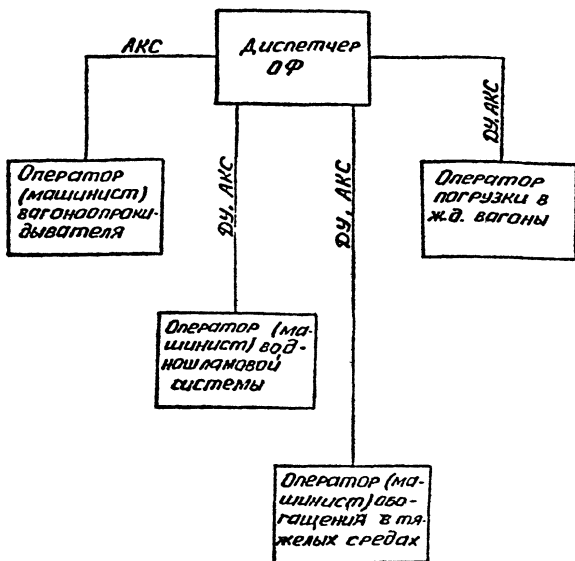 Диспетчер
ОФ
АКС
ДУ, АКС
ДУ, АКС
ДУ, АКС
Оператор
(машинист)
вагоноопроки-
дывателя
Оператор
погрузки в
ж.д. вагоны
Оператор (ма-
шинист) вод-
ношламовой
системы
Оператор (ма-
шинист) обо-
гащений в тя-
желых средах